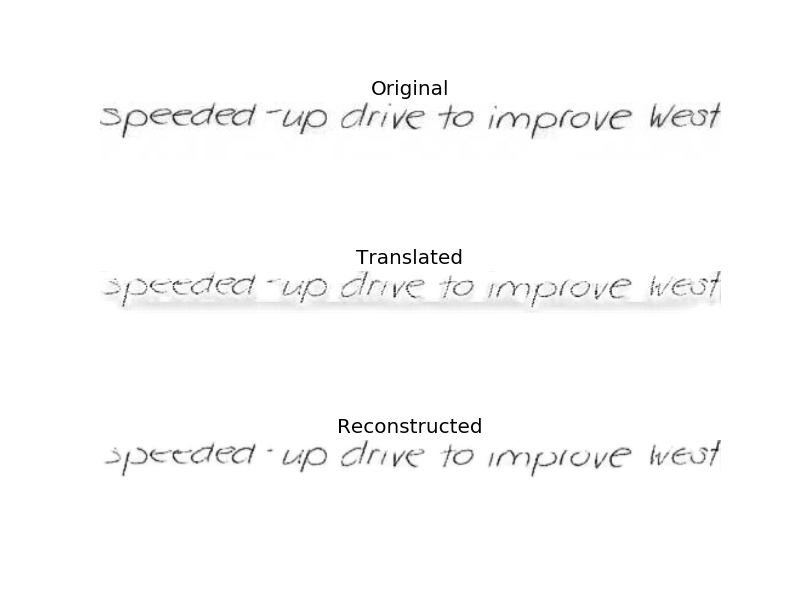 Original
speeded-up drive to improve West
Translated
speeded-up drive to improve West
Reconstructed
speeded-up drive to improve West